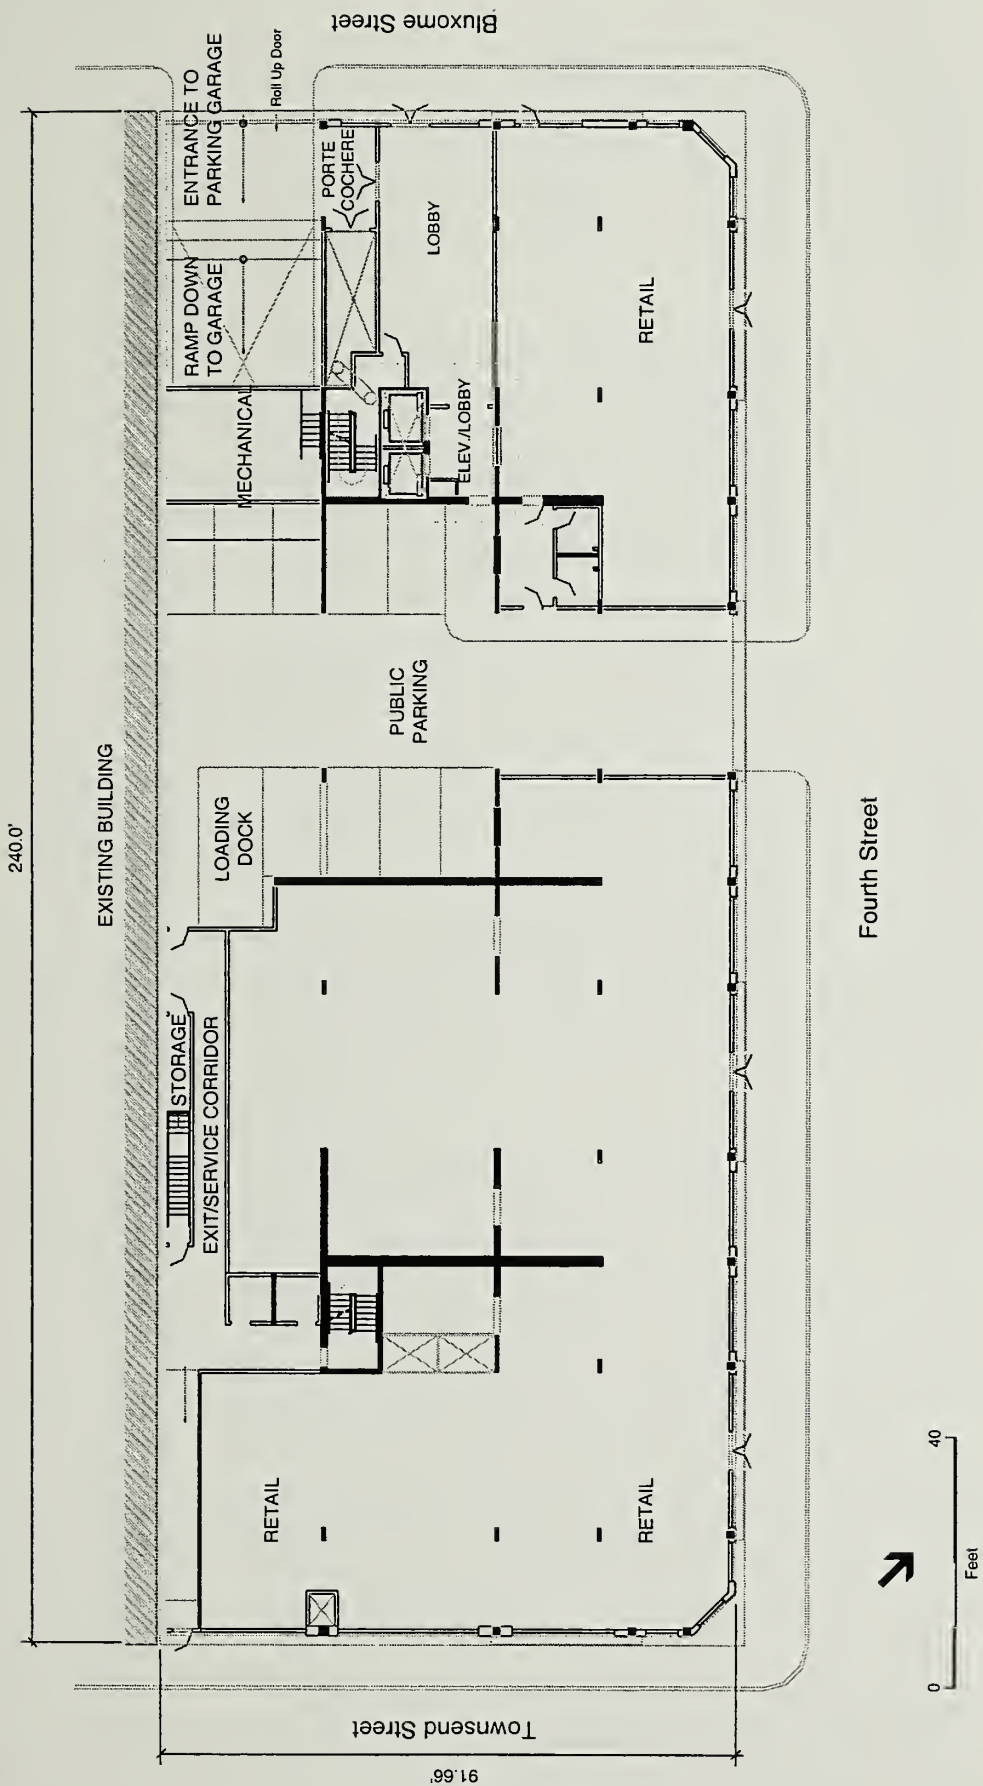 Bluxome Street
240.0'
EXISTING BUILDING
ENTRANCE TO
PARKING GARAGE
Roll Up Door
RAMP DOWN
TO GARAGE
PORTE
COCHERE
LOBBY
MECHANICAL
ELEV./LOBBY
RETAIL
PUBLIC
PARKING
LOADING
DOCK
STORAGE
EXIT/SERVICE CORRIDOR
RETAIL
RETAIL
Fourth Street
Townsend Street
91.66'
0
40
Feet